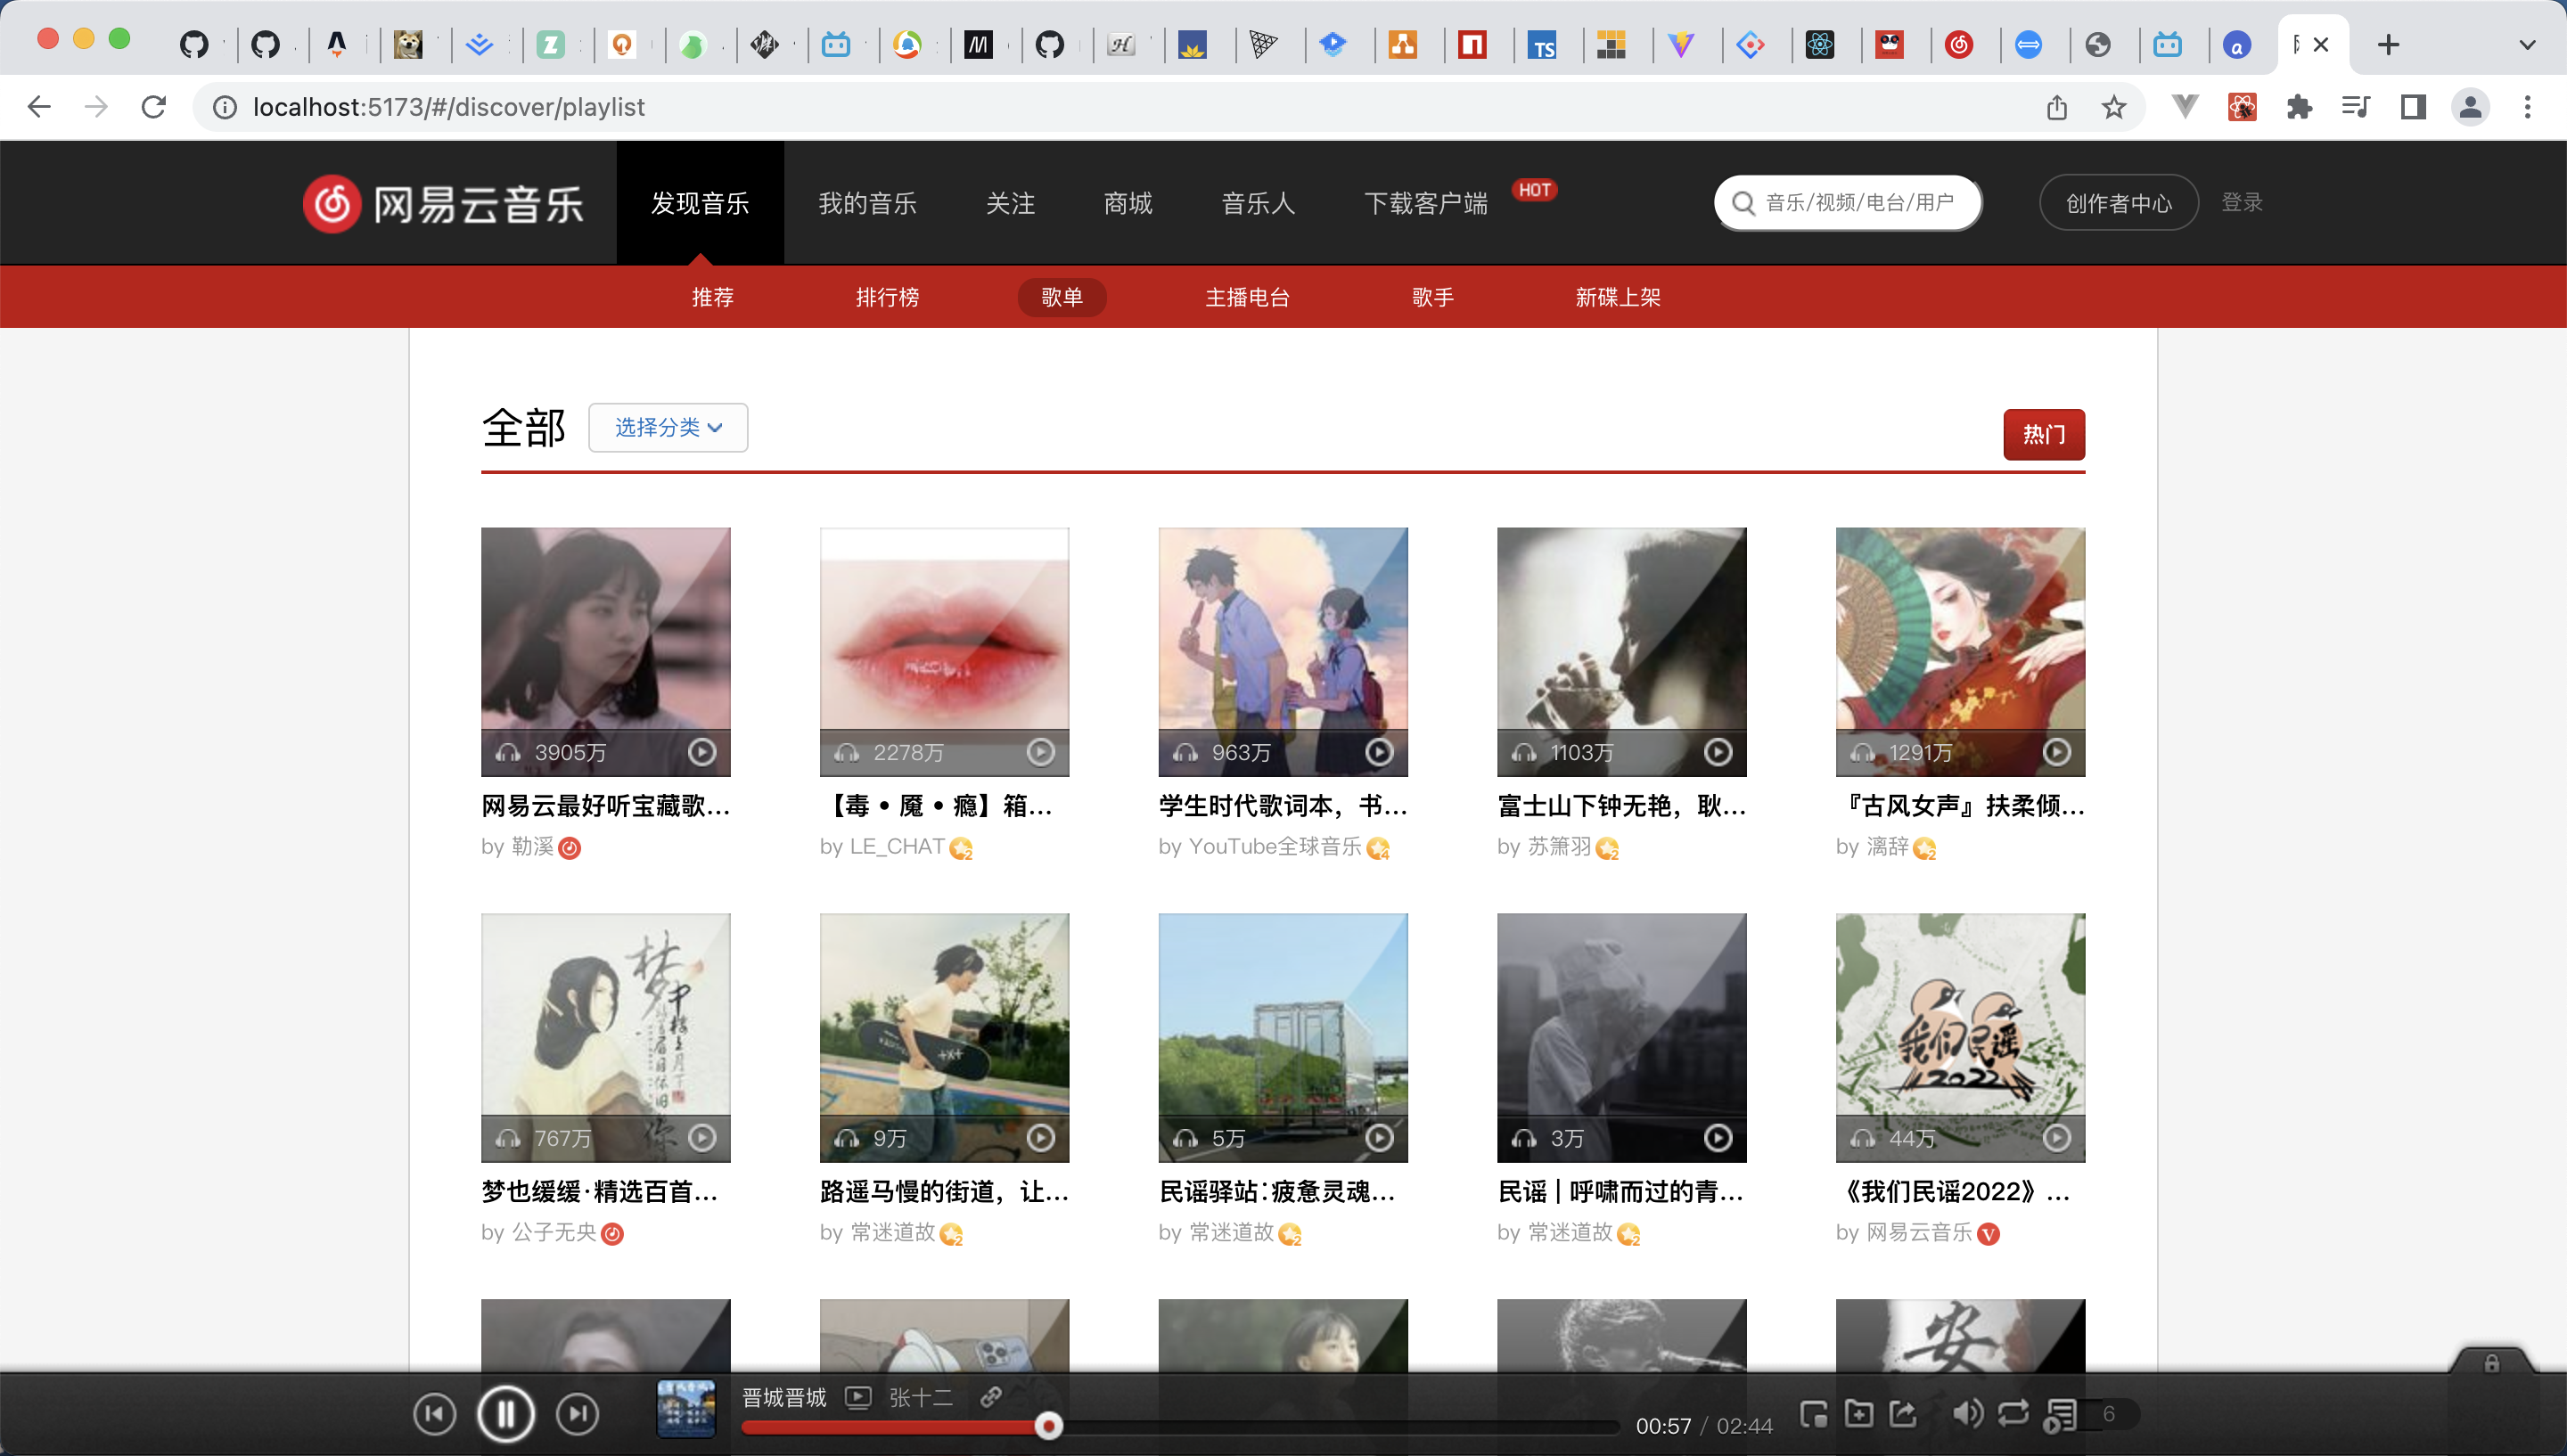 localhost:5173/#/discover/playlist
网易云音乐
发现音乐
我的音乐
关注
商城
音乐人
下载客户端
HOT
音乐/视频/电台/用户
创作者中心
登录
推荐
排行榜
歌单
主播电台
歌手
新碟上架
全部
选择分类
热门
3905万
2278万
963万
1103万
1291万
网易云最好听宝藏歌...
【毒 • 魇 • 瘾】箱...
学生时代歌词本，书...
富士山下钟无艳，耿...
『古风女声』扶柔倾...
by 勒溪
by LE_CHAT
by YouTube全球音乐
by 苏箫羽
by 漓辞
梦中楼上月下
我们民谣
2022
767万
9万
5万
3万
44万
梦也缓缓·精选百首...
路遥马慢的街道，让...
民谣驿站：疲惫灵魂...
民谣 | 呼啸而过的青...
《我们民谣2022》...
by 公子无央
by 常迷道故
by 常迷道故
by 常迷道故
by 网易云音乐
安
晋城晋城
张十二
00:57 / 02:44
6